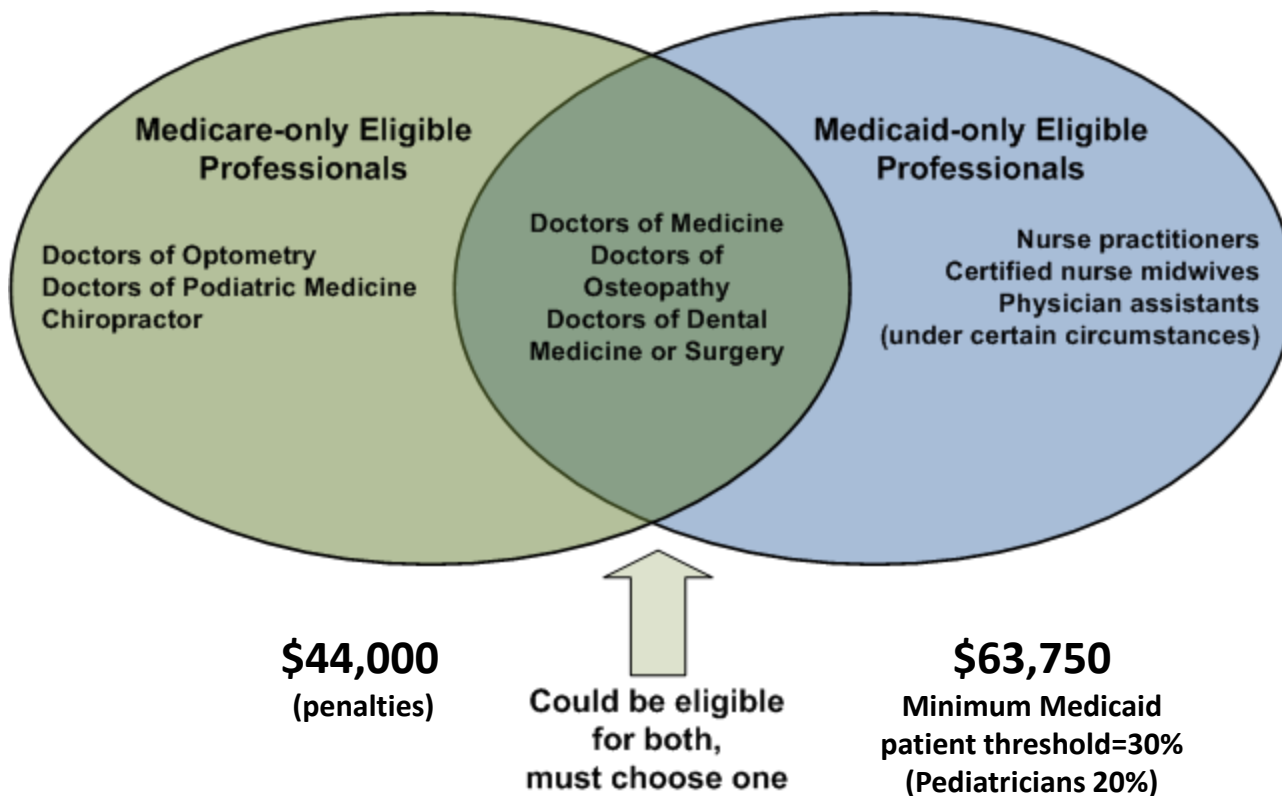 Medicare-only Eligible
Professionals
Doctors of Optometry
Doctors of Podiatric Medicine
Chiropractor
Doctors of Medicine
Doctors of
Osteopathy
Doctors of Dental
Medicine or Surgery
Medicaid-only Eligible
Professionals
Nurse practitioners
Certified nurse midwives
Physician assistants
(under certain circumstances)
$44,000
(penalties)
Could be eligible
for both,
must choose one
$63,750
Minimum Medicaid
patient threshold=30%
(Pediatricians 20%)